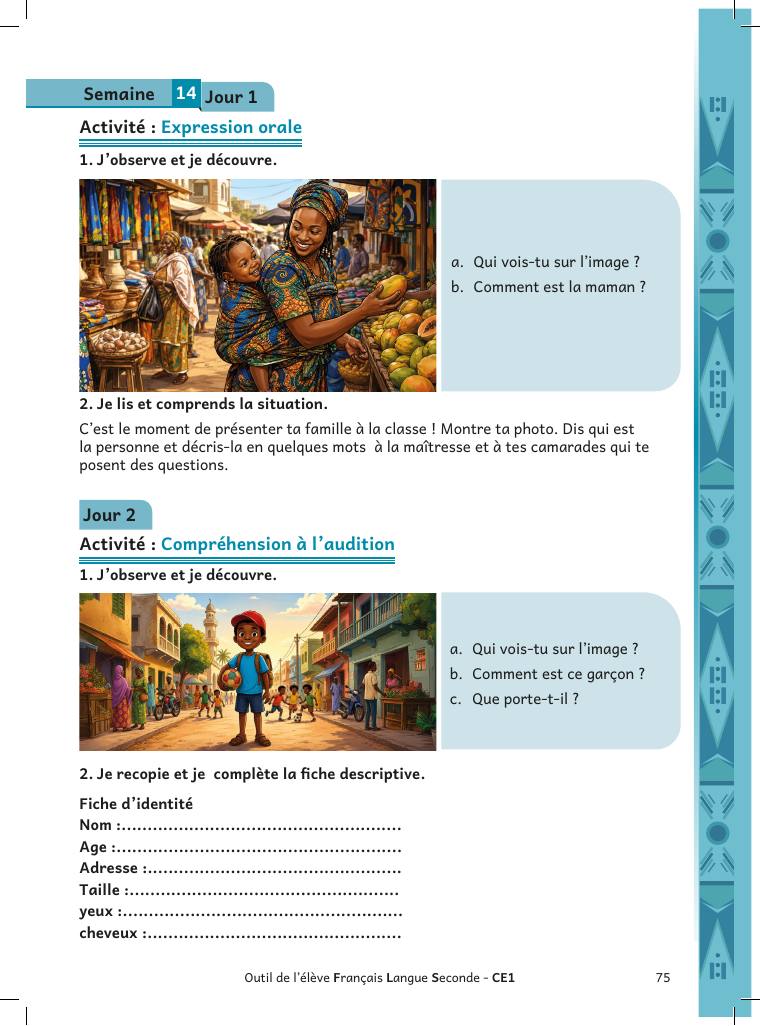 Semaine 14 Jour 1
Activité : Expression orale
1. J'observe et je découvre.
a. Qui vois-tu sur l'image ?
b. Comment est la maman ?
2. Je lis et comprends la situation.
C'est le moment de présenter ta famille à la classe ! Montre ta photo. Dis qui est
la personne et décris-la en quelques mots à la maîtresse et à tes camarades qui te
posent des questions.
Jour 2
Activité : Compréhension à l'audition
1. J'observe et je découvre.
a. Qui vois-tu sur l'image ?
b. Comment est ce garçon ?
c. Que porte-t-il ?
2. Je recopie et je complète la fiche descriptive.
Fiche d'identité
Nom :......................................................
Age :.......................................................
Adresse :.................................................
Taille :....................................................
yeux :......................................................
cheveux :.................................................
Outil de l'élève Français Langue Seconde - CE1 75